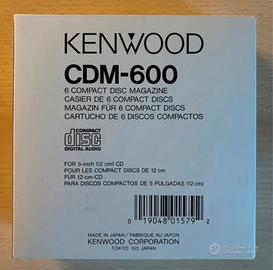 KENWOOD
CDM-600
6 COMPACT DISC MAGAZINE
CASIER DE 6 COMPACT DISCS
MAGAZIN FÜR 6 COMPACT DISCS
CARTUCHO DE 6 DISCOS COMPACTOS
COMPACT
disc
DIGITAL AUDIO
FOR 5-inch (12 cm) CD
POUR LES COMPACT DISCS DE 12 cm
FÜR 12-cm-CD
PARA DISCOS COMPACTOS DE 5 PULGADAS (12 cm)
0 19048 01579 2
MADE IN JAPAN / FABRIQUE AU JAPON
KENWOOD CORPORATION
TOKYO 150 JAPAN
subito